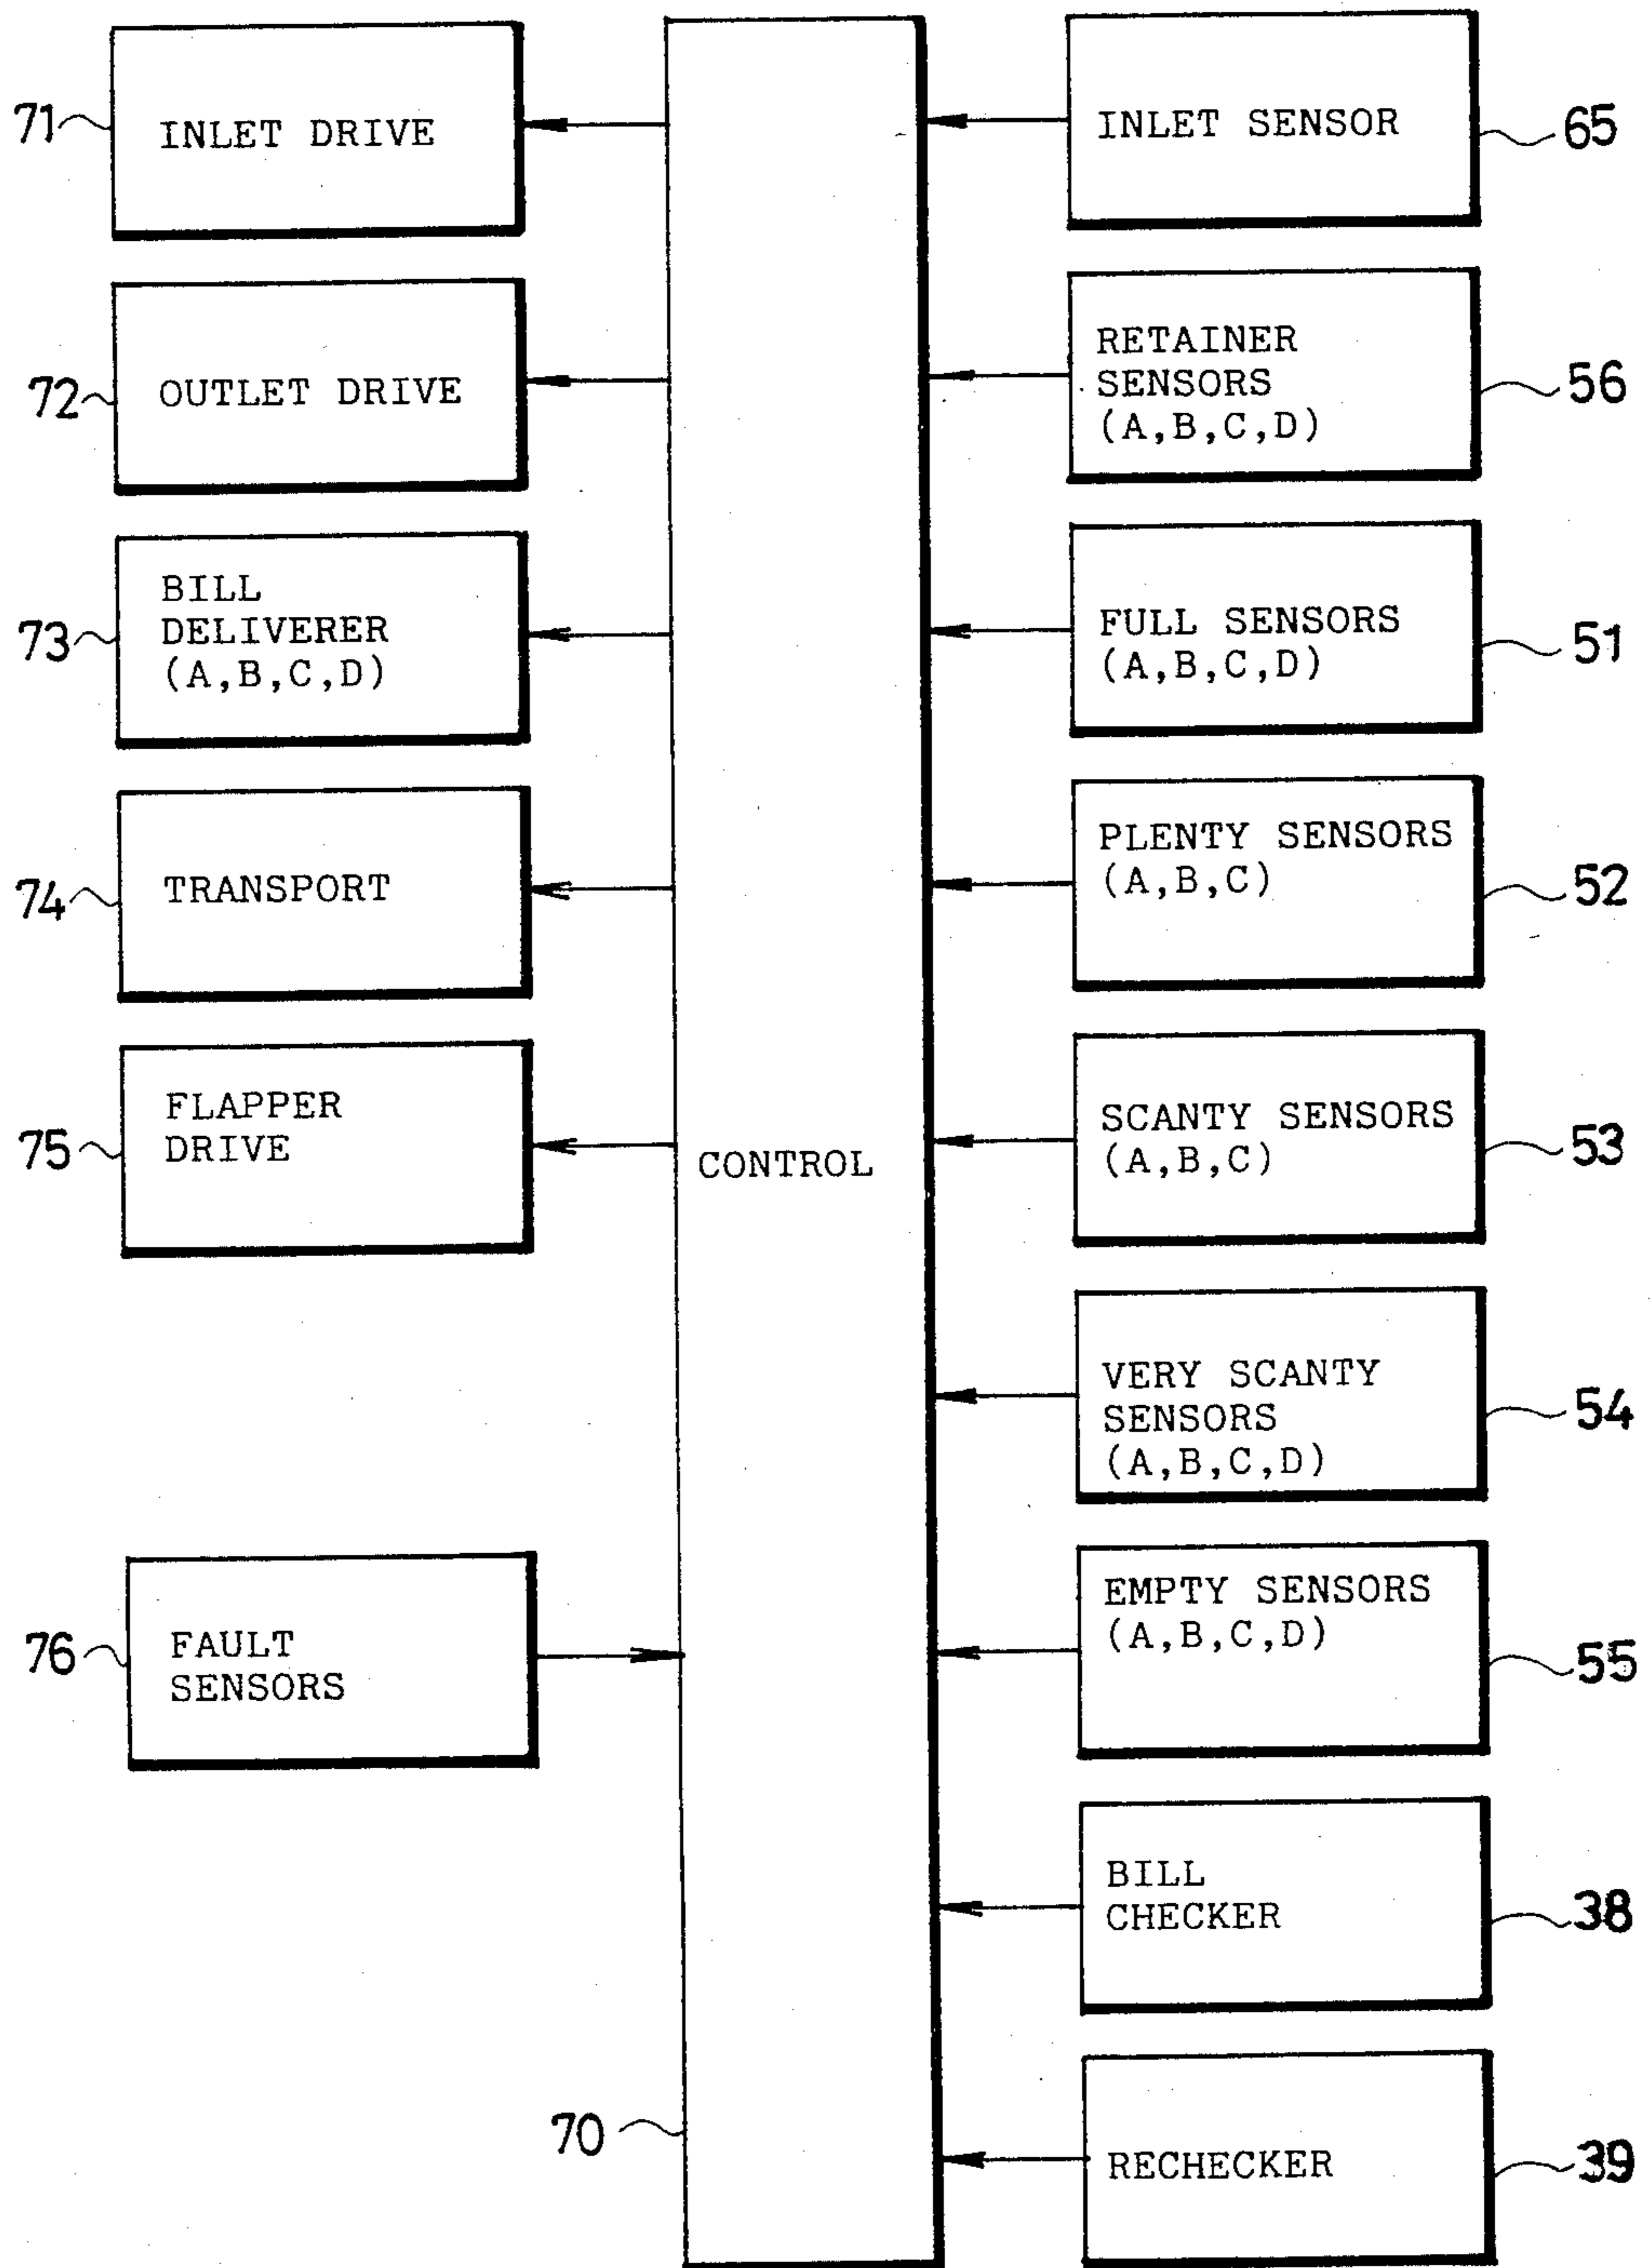 71
INLET DRIVE
72
OUTLET DRIVE
73
BILL
DELIVERER
(A,B,C,D)
74
TRANSPORT
75
FLAPPER
DRIVE
76
FAULT
SENSORS
CONTROL
70
INLET SENSOR
65
RETAINER
SENSORS
(A,B,C,D)
56
FULL SENSORS
(A,B,C,D)
51
PLENTY SENSORS
(A,B,C)
52
SCANTY SENSORS
(A,B,C)
53
VERY SCANTY
SENSORS
(A,B,C,D)
54
EMPTY SENSORS
(A,B,C,D)
55
BILL
CHECKER
38
RECHECKER
39